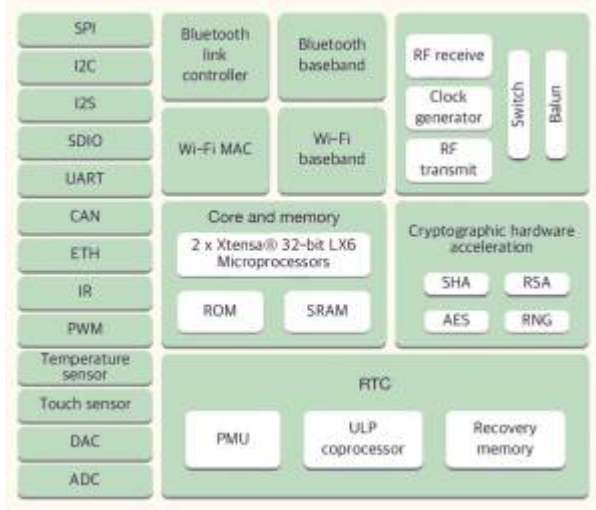 SPI
I2C
I2S
SDIO
UART
CAN
ETH
IR
PWM
Temperature
sensor
Touch sensor
DAC
ADC
Bluetooth
link
controller
Bluetooth
baseband
Wi-Fi MAC
Wi-Fi
baseband
RF receive
Clock
generator
RF
transmit
Switch
Balun
Core and memory
2 x Xtensa® 32-bit LX6
Microprocessors
ROM
SRAM
Cryptographic hardware
acceleration
SHA
RSA
AES
RNG
RTC
PMU
ULP
coprocessor
Recovery
memory